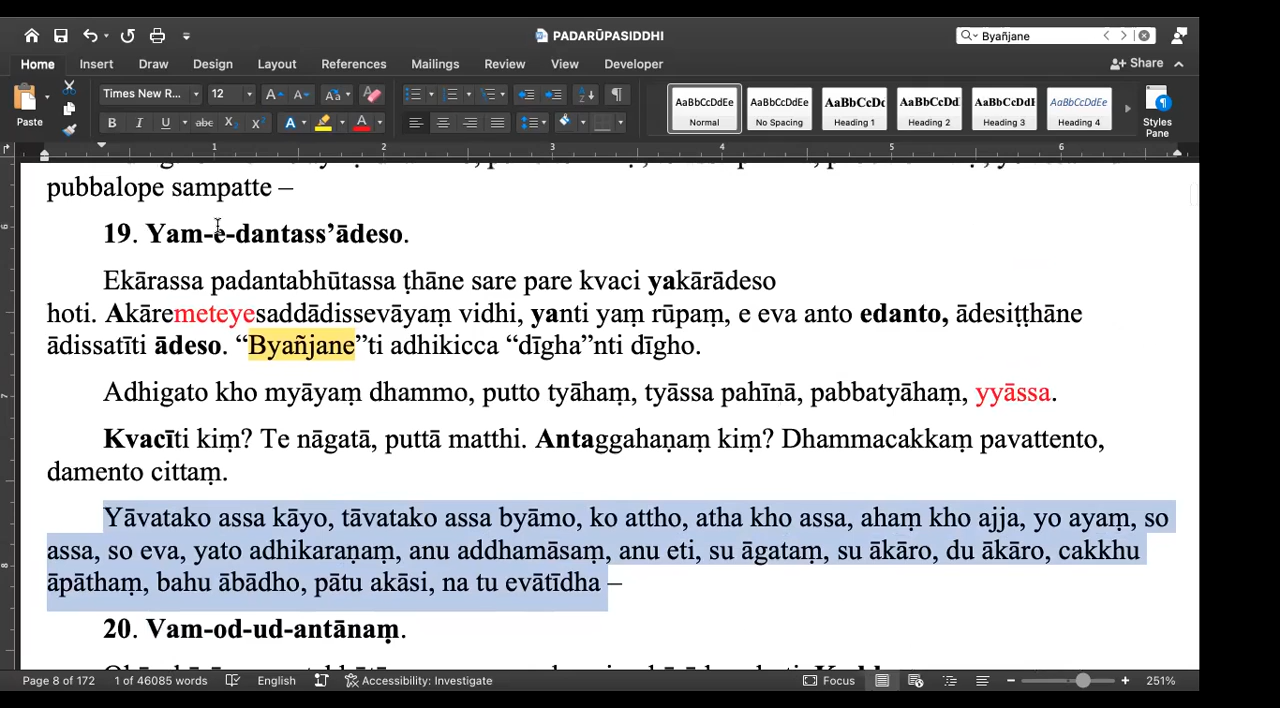 PADARŪPASIDDHI
Byañjane
Home Insert Draw Design Layout References Mailings Review View Developer
Share
Paste
Times New R... 12
AaBbCcDdEe AaBbCcDdEe AaBbCcDc AaBbCcDd AaBbCcDdI AaBbCcDdEe
Normal No Spacing Heading 1 Heading 2 Heading 3 Heading 4
Styles Pane
1 2 3 4 5 6
pubbalope sampatte –
19. Yam-e-dantass’ādeso.
Ekārassa padantabhūtassa ṭhāne sare pare kvaci yakārādeso
hoti. Akāremeteyesaddādissevāyaṃ vidhi, yanti yaṃ rūpaṃ, e eva anto edanto, ādesiṭṭhāne
ādissatīti ādeso. “Byañjane”ti adhikicca “dīgha”nti dīgho.
Adhigato kho myāyaṃ dhammo, putto tyāhaṃ, tyāssa pahīnā, pabbatyāhaṃ, yyāssa.
Kvacīti kiṃ? Te nāgatā, puttā matthi. Antaggahaṇaṃ kiṃ? Dhammacakkaṃ pavattento,
damento cittaṃ.
Yāvatako assa kāyo, tāvatako assa byāmo, ko attho, atha kho assa, ahaṃ kho ajja, yo ayaṃ, so
assa, so eva, yato adhikaraṇaṃ, anu addhamāsaṃ, anu eti, su āgataṃ, su ākāro, du ākāro, cakkhu
āpāthaṃ, bahu ābādho, pātu akāsi, na tu evātīdha –
20. Vam-od-ud-antānaṃ.
Page 8 of 172 1 of 46085 words English Accessibility: Investigate Focus 251%